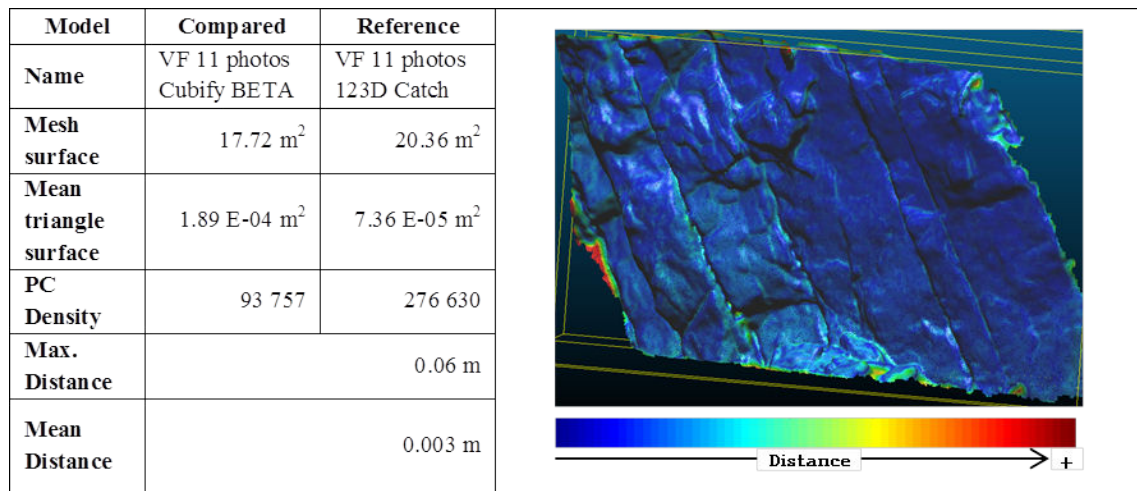 Model Compared Reference
Name VF 11 photos Cubify BETA VF 11 photos 123D Catch
Mesh surface 17.72 m² 20.36 m²
Mean triangle surface 1.89 E-04 m² 7.36 E-05 m²
PC Density 93 757 276 630
Max. Distance 0.06 m
Mean Distance 0.003 m
Distance +